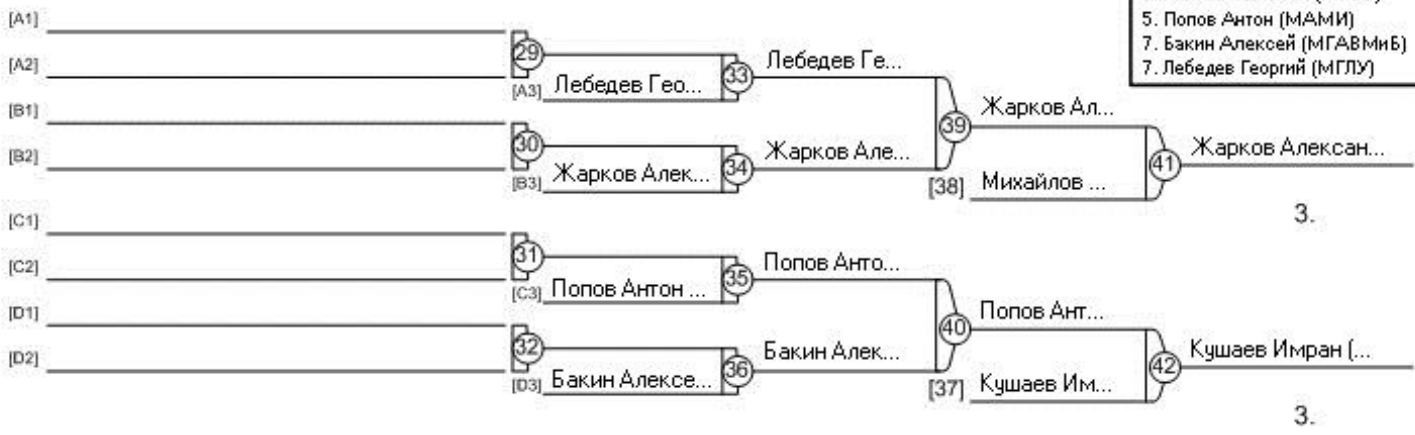 5. Попов Антон (МАМИ)
7. Бакин Алексей (МГАВМиБ)
7. Лебедев Георгий (МГЛУ)
[A1]
[A2]
29
[A3] Лебедев Гео...
33
Лебедев Ге...
[B1]
[B2]
30
[B3] Жарков Алек...
34
Жарков Але...
39
Жарков Ал...
[38] Михайлов ...
41
Жарков Алексан...
3.
[C1]
[C2]
31
[C3] Попов Антон ...
35
Попов Анто...
[D1]
[D2]
32
[D3] Бакин Алексе...
36
Бакин Алек...
40
Попов Ант...
[37] Кушаев Им...
42
Кушаев Имран (...
3.